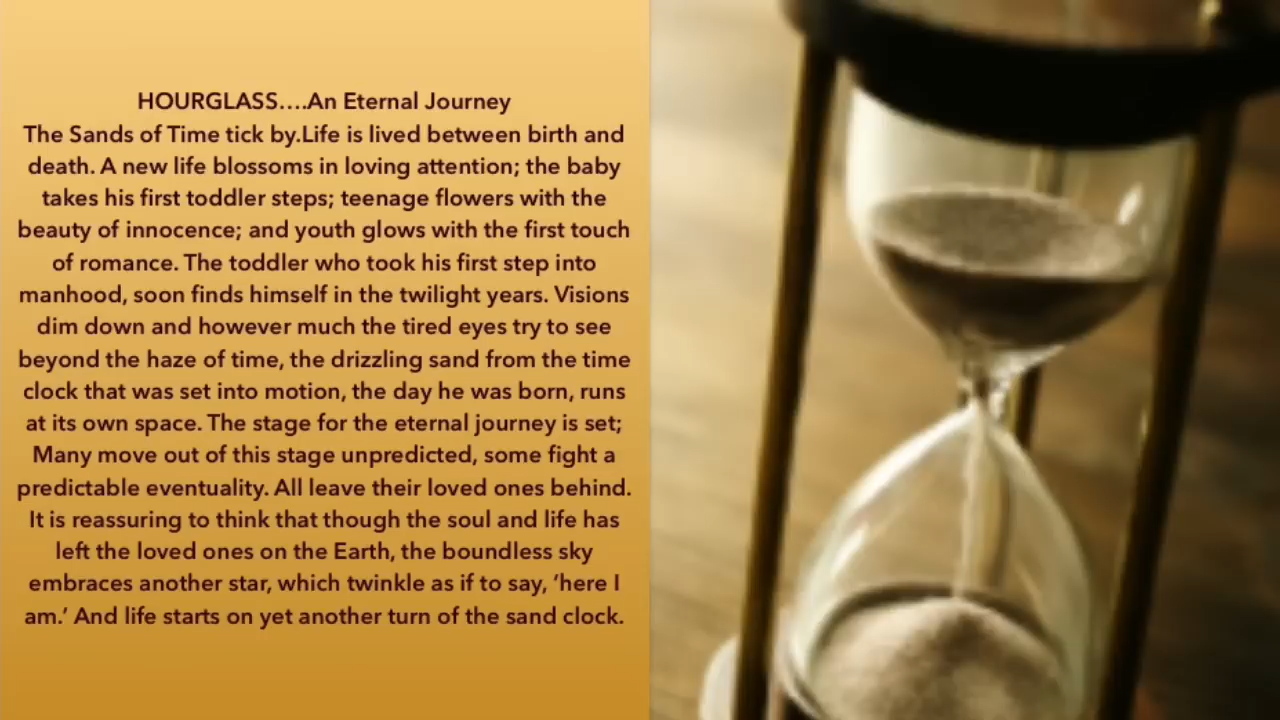 HOURGLASS....An Eternal Journey
The Sands of Time tick by.Life is lived between birth and
death. A new life blossoms in loving attention; the baby
takes his first toddler steps; teenage flowers with the
beauty of innocence; and youth glows with the first touch
of romance. The toddler who took his first step into
manhood, soon finds himself in the twilight years. Visions
dim down and however much the tired eyes try to see
beyond the haze of time, the drizzling sand from the time
clock that was set into motion, the day he was born, runs
at its own space. The stage for the eternal journey is set;
Many move out of this stage unpredicted, some fight a
predictable eventuality. All leave their loved ones behind.
It is reassuring to think that though the soul and life has
left the loved ones on the Earth, the boundless sky
embraces another star, which twinkle as if to say, ‘here I
am.’ And life starts on yet another turn of the sand clock.